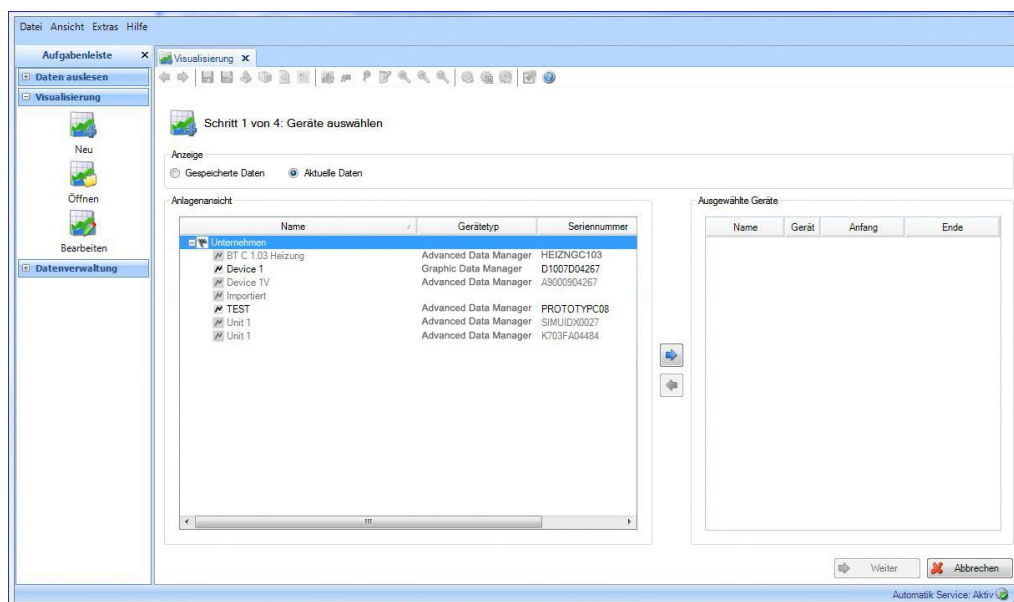 Datei Ansicht Extras Hilfe
Aufgabenleiste
Visualisierung
Daten auslesen
Visualisierung
Neu
Öffnen
Bearbeiten
Datenverwaltung
Schritt 1 von 4: Geräte auswählen
Anzeige
Gespeicherte Daten Aktuelle Daten
Anlagenansicht
Name Gerätetyp Seriennummer
Unternehmen
BT C 1.03 Heizung Advanced Data Manager HEIZNGC103
Device 1 Graphic Data Manager D1007D04267
Device 1V Advanced Data Manager A9000904267
Importiert
TEST Advanced Data Manager PROTOTYPC08
Unit 1 Advanced Data Manager SIMUIDX0027
Unit 1 Advanced Data Manager K703FA04484
Ausgewählte Geräte
Name Gerät Anfang Ende
Weiter Abbrechen
Automatik Service: Aktiv